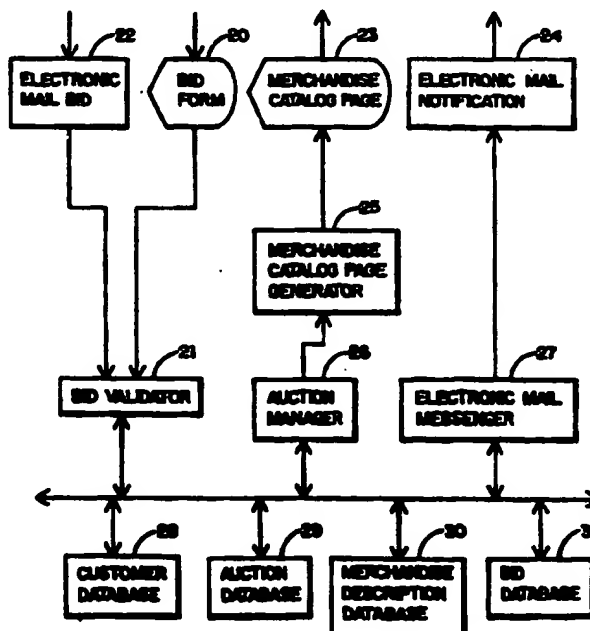 22
20
23
24
ELECTRONIC
MAIL BID
BID
FORM
MERCHANDISE
CATALOG PAGE
ELECTRONIC MAIL
NOTIFICATION
25
MERCHANDISE
CATALOG PAGE
GENERATOR
21
26
27
BID VALIDATOR
AUCTION
MANAGER
ELECTRONIC MAIL
MESSENGER
28
29
30
3
CUSTOMER
DATABASE
AUCTION
DATABASE
MERCHANDISE
DESCRIPTION
DATABASE
BID
DATABASE